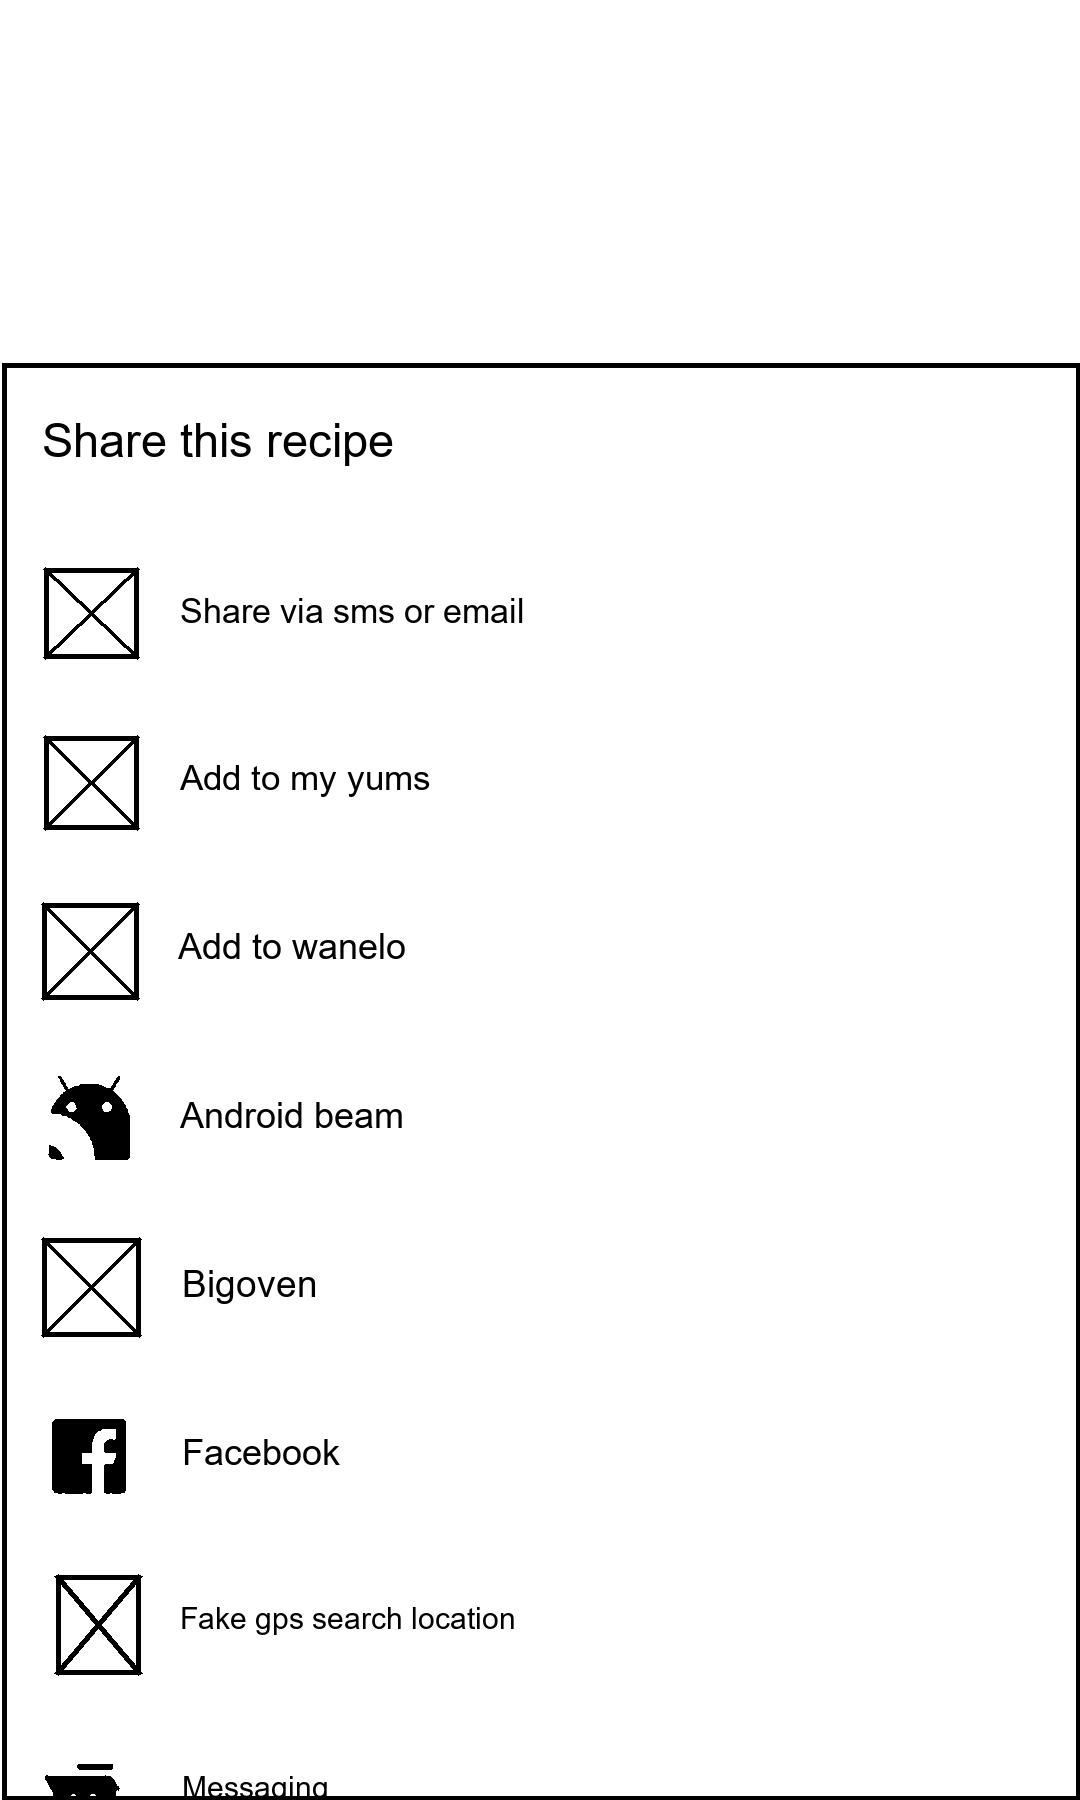 Share this recipe
Share via sms or email
Add to my yums
Add to wanelo
Android beam
Bigoven
Facebook
Fake gps search location
Messaging